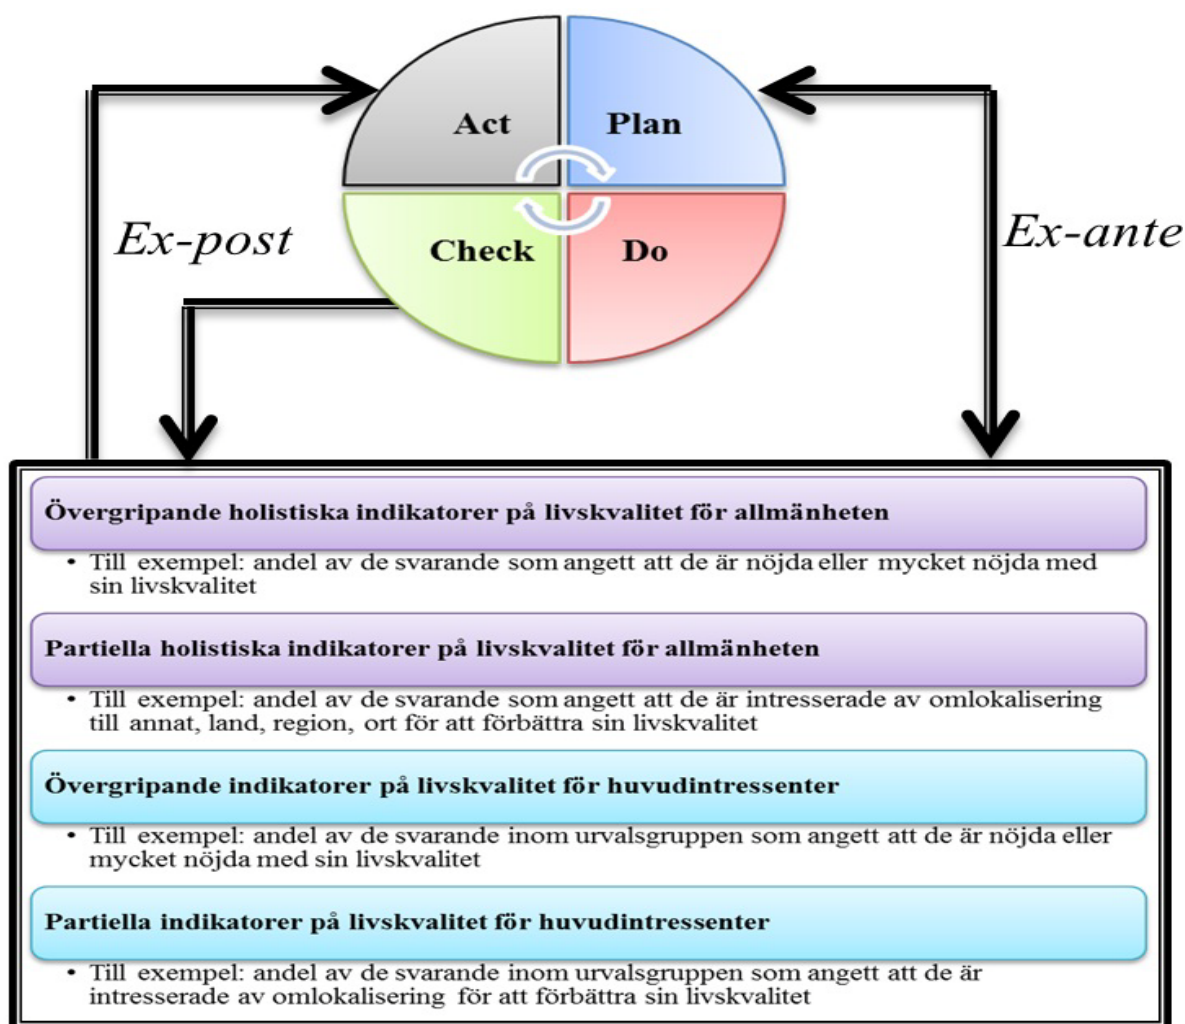 Act
Plan
Ex-post
Ex-ante
Check
Do
Övergripande holistiska indikatorer på livskvalitet för allmänheten
• Till exempel: andel av de svarande som angett att de är nöjda eller mycket nöjda med
sin livskvalitet
Partiella holistiska indikatorer på livskvalitet för allmänheten
• Till exempel: andel av de svarande som angett att de är intresserade av omlokalisering
till annat, land, region, ort för att förbättra sin livskvalitet
Övergripande indikatorer på livskvalitet för huvudintressenter
• Till exempel: andel av de svarande inom urvalsgruppen som angett att de är nöjda eller
mycket nöjda med sin livskvalitet
Partiella indikatorer på livskvalitet för huvudintressenter
• Till exempel: andel av de svarande inom urvalsgruppen som angett att de är
intresserade av omlokalisering för att förbättra sin livskvalitet